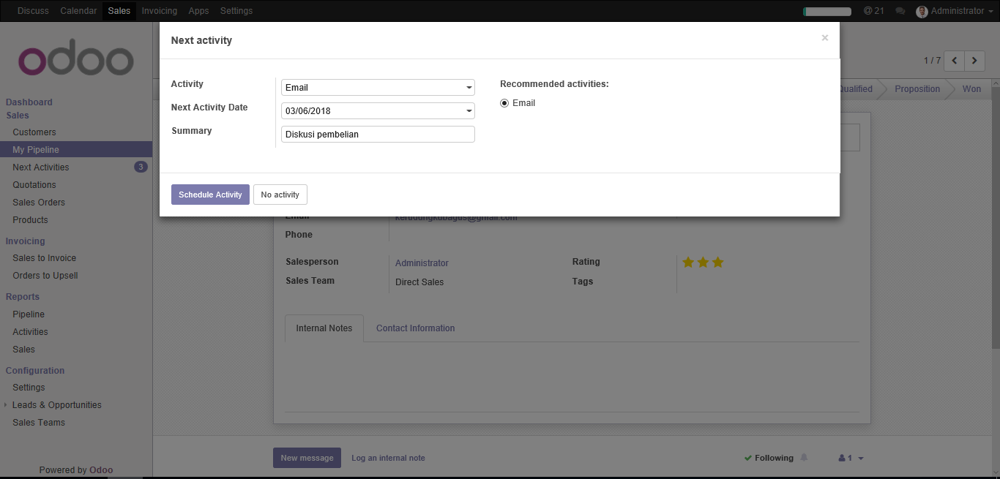 Discuss Calendar Sales Invoicing Apps Settings @ 21 Administrator
odoo
Next activity ×
1 / 7
Activity Email Recommended activities:
Email
Next Activity Date 03/06/2018
Summary Diskusi pembelian
Schedule Activity No activity
Qualified Proposition Won
Dashboard
Sales
Customers
My Pipeline
Next Activities 3
Quotations
Sales Orders
Products
Invoicing
Sales to Invoice
Orders to Upsell
Reports
Pipeline
Activities
Sales
Configuration
Settings
Leads & Opportunities
Sales Teams
Powered by Odoo
Email kerudungkubagus@gmail.com
Phone
Salesperson Administrator Rating
Sales Team Direct Sales Tags
Internal Notes Contact Information
New message Log an internal note Following 1